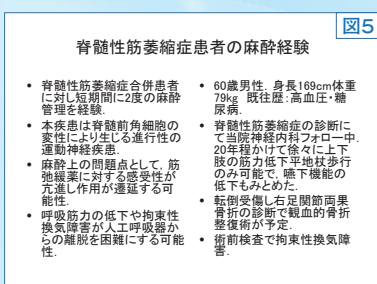 図5
脊髄性筋萎縮症患者の麻酔経験
• 脊髄性筋萎縮症合併患者
に対し短期間に2度の麻酔
管理を経験.
• 本疾患は脊髄前角細胞の
変性により生じる進行性の
運動神経疾患.
• 麻酔上の問題点として, 筋
弛緩薬に対する感受性が
亢進し作用が遷延する可
能性.
• 呼吸筋力の低下や拘束性
換気障害が人工呼吸器か
らの離脱を困難にする可能
性.
• 60歳男性. 身長169cm体重
79kg 既往歴:高血圧・糖
尿病.
• 脊髄性筋萎縮症の診断に
て当院神経内科フォロー中.
20年程かけて徐々に上下
肢の筋力低下平地杖歩行
のみ可能で, 嚥下機能の
低下もみとめた.
• 転倒受傷し右足関節両果
骨折の診断で観血的骨折
整復術が予定.
• 術前検査で拘束性換気障
害.